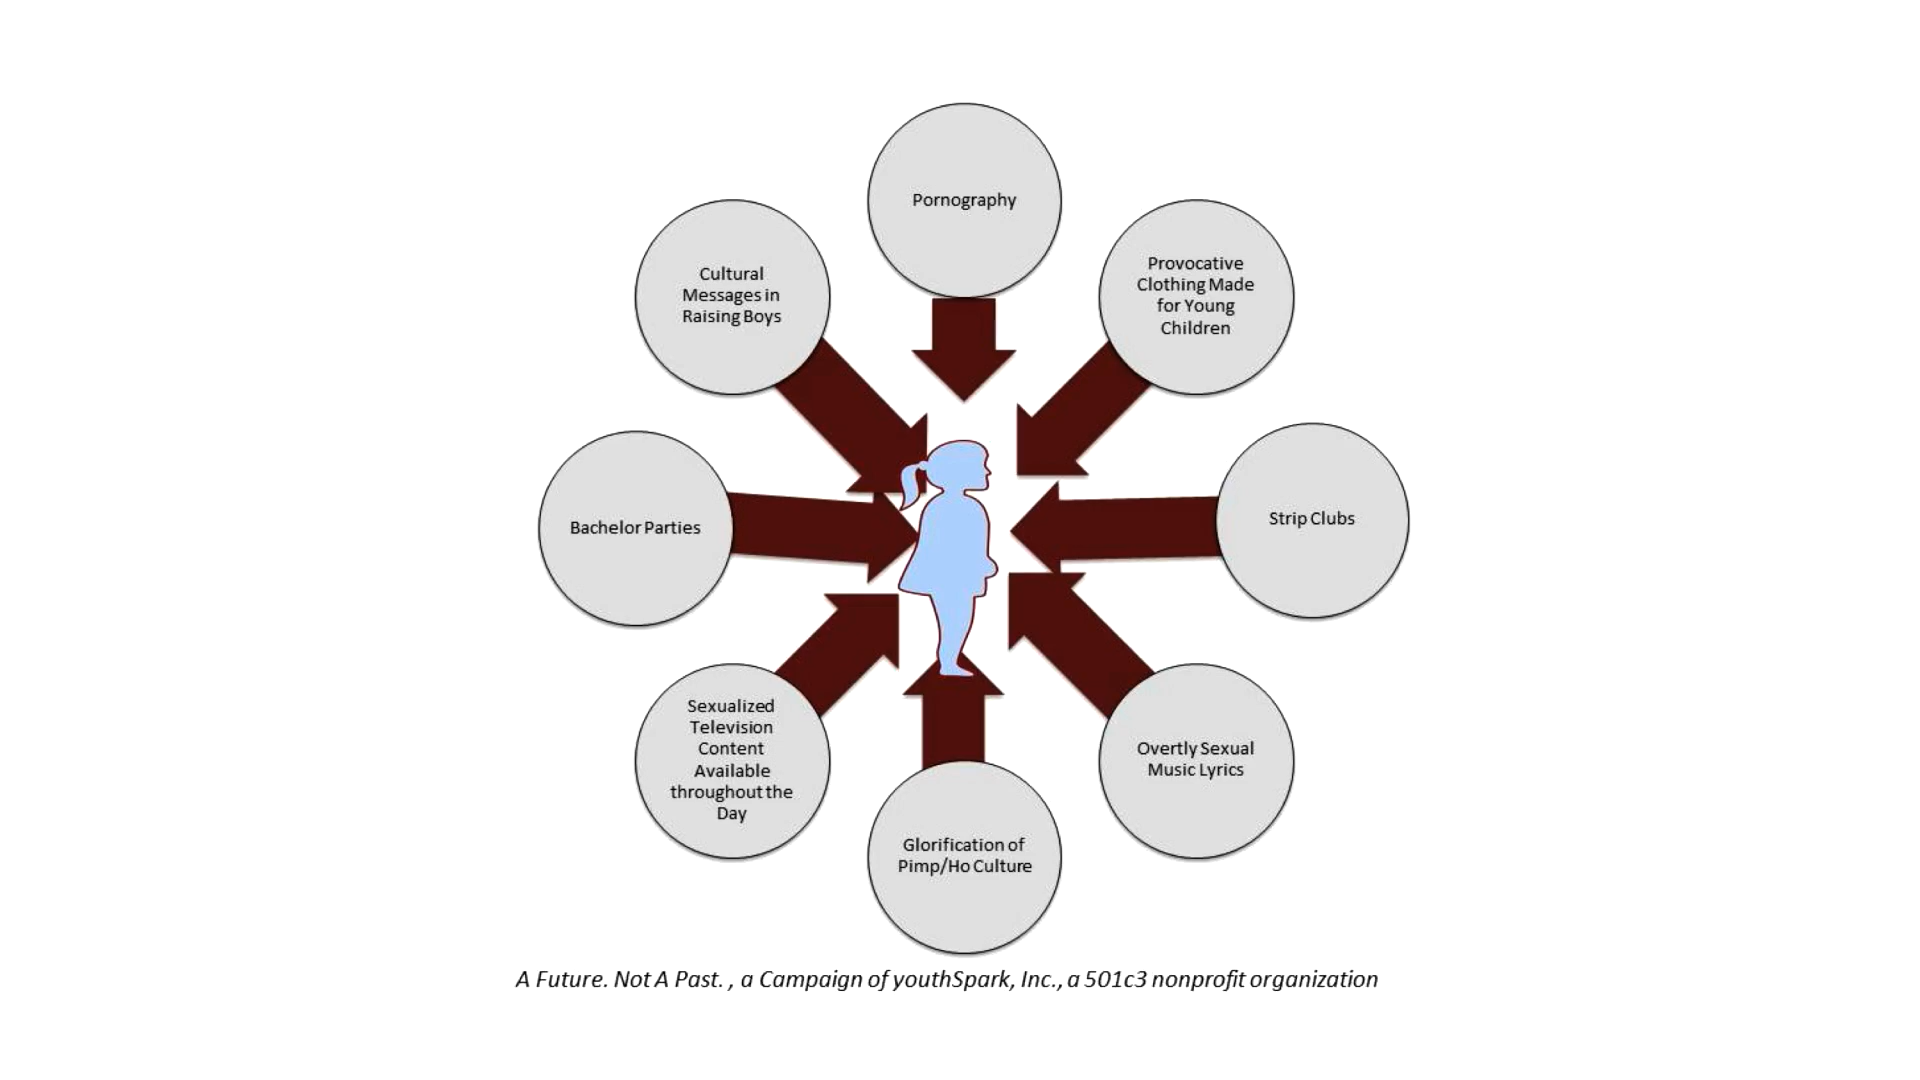 Pornography
Provocative
Clothing Made
for Young
Children
Strip Clubs
Overtly Sexual
Music Lyrics
Glorification of
Pimp/Ho Culture
Sexualized
Television
Content
Available
throughout the
Day
Bachelor Parties
Cultural
Messages in
Raising Boys
A Future. Not A Past. , a Campaign of youthSpark, Inc., a 501c3 nonprofit organization